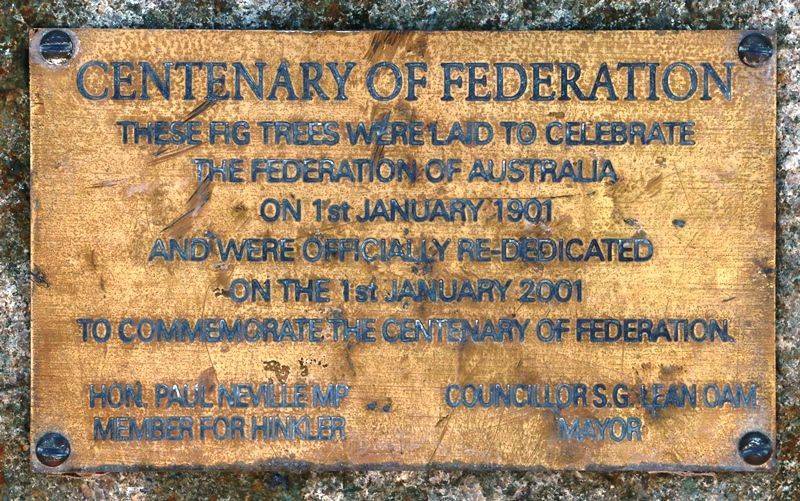 CENTENARY OF FEDERATION
THESE FIG TREES WERE LAID TO CELEBRATE
THE FEDERATION OF AUSTRALIA
ON 1st JANUARY 1901
AND WERE OFFICIALLY RE-DEDICATED
ON THE 1st JANUARY 2001
TO COMMEMORATE THE CENTENARY OF FEDERATION.
HON. PAUL NEVILLE MP
MEMBER FOR HINKLER
COUNCILLOR S.G. LEAN OAM
MAYOR